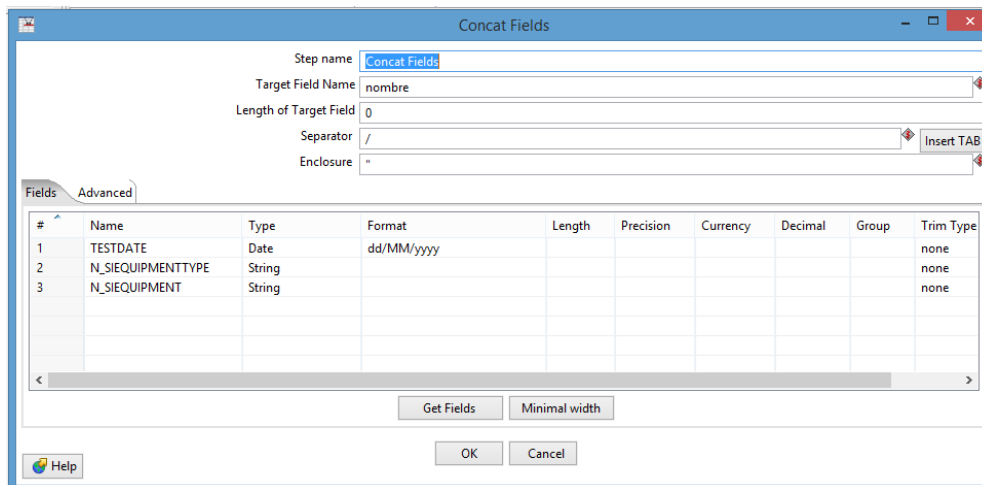 Concat Fields
Step name Concat Fields
Target Field Name nombre
Length of Target Field 0
Separator / Insert TAB
Enclosure "
Fields Advanced
# Name Type Format Length Precision Currency Decimal Group Trim Type
1 TESTDATE Date dd/MM/yyyy none
2 N_SIEQUIPMENTTYPE String none
3 N_SIEQUIPMENT String none
Get Fields Minimal width
OK Cancel
Help